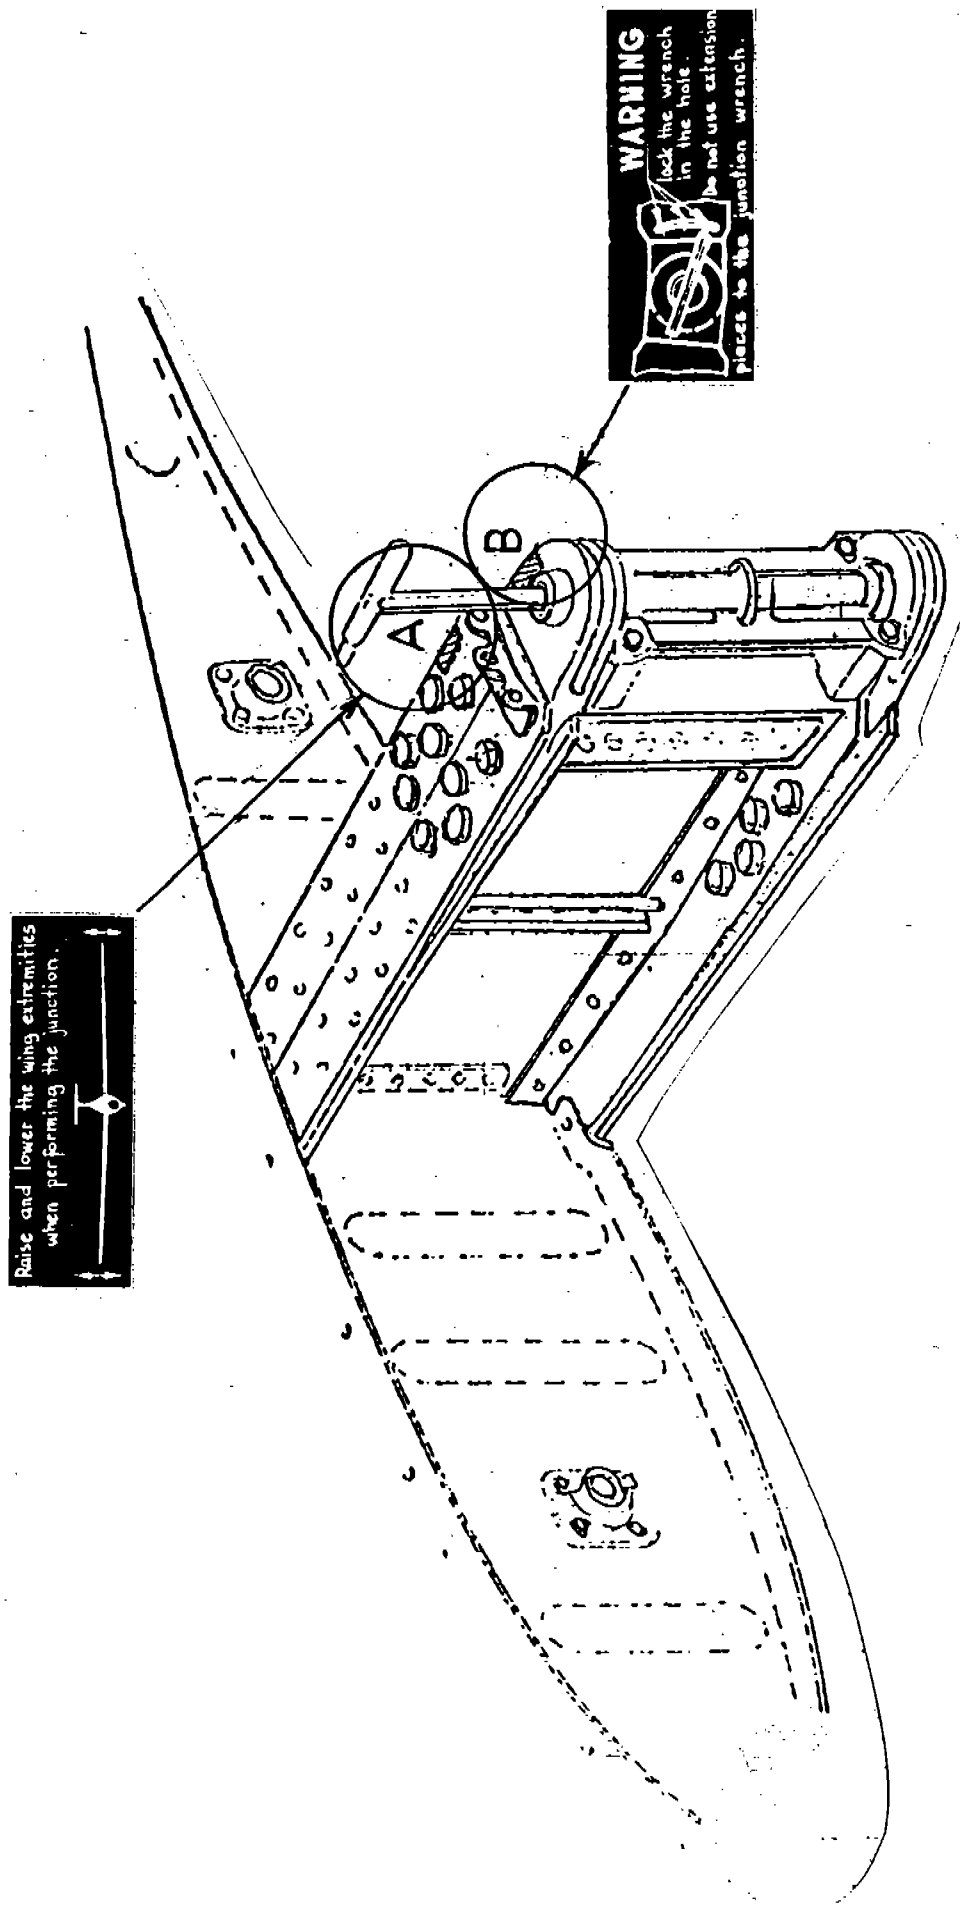 Raise and lower the wing extremities
when performing the junction.
A
B
WARNING
lock the wrench
in the hole.
Do not use extension
pieces to the junction wrench.